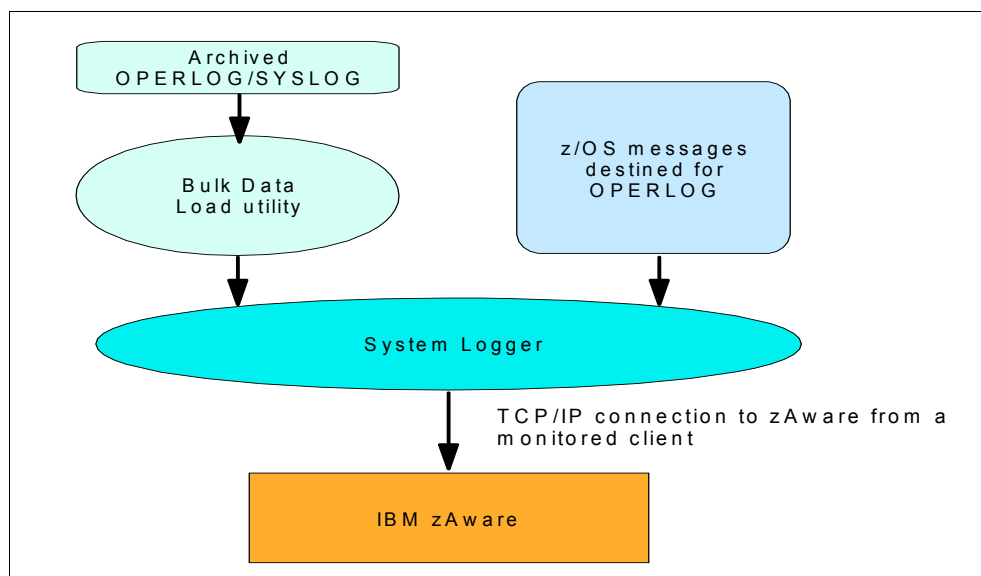 Archived
OPERLOG/SYSLOG
Bulk Data
Load utility
z/OS messages
destined for
OPERLOG
System Logger
TCP/IP connection to zAware from a
monitored client
IBM zAware